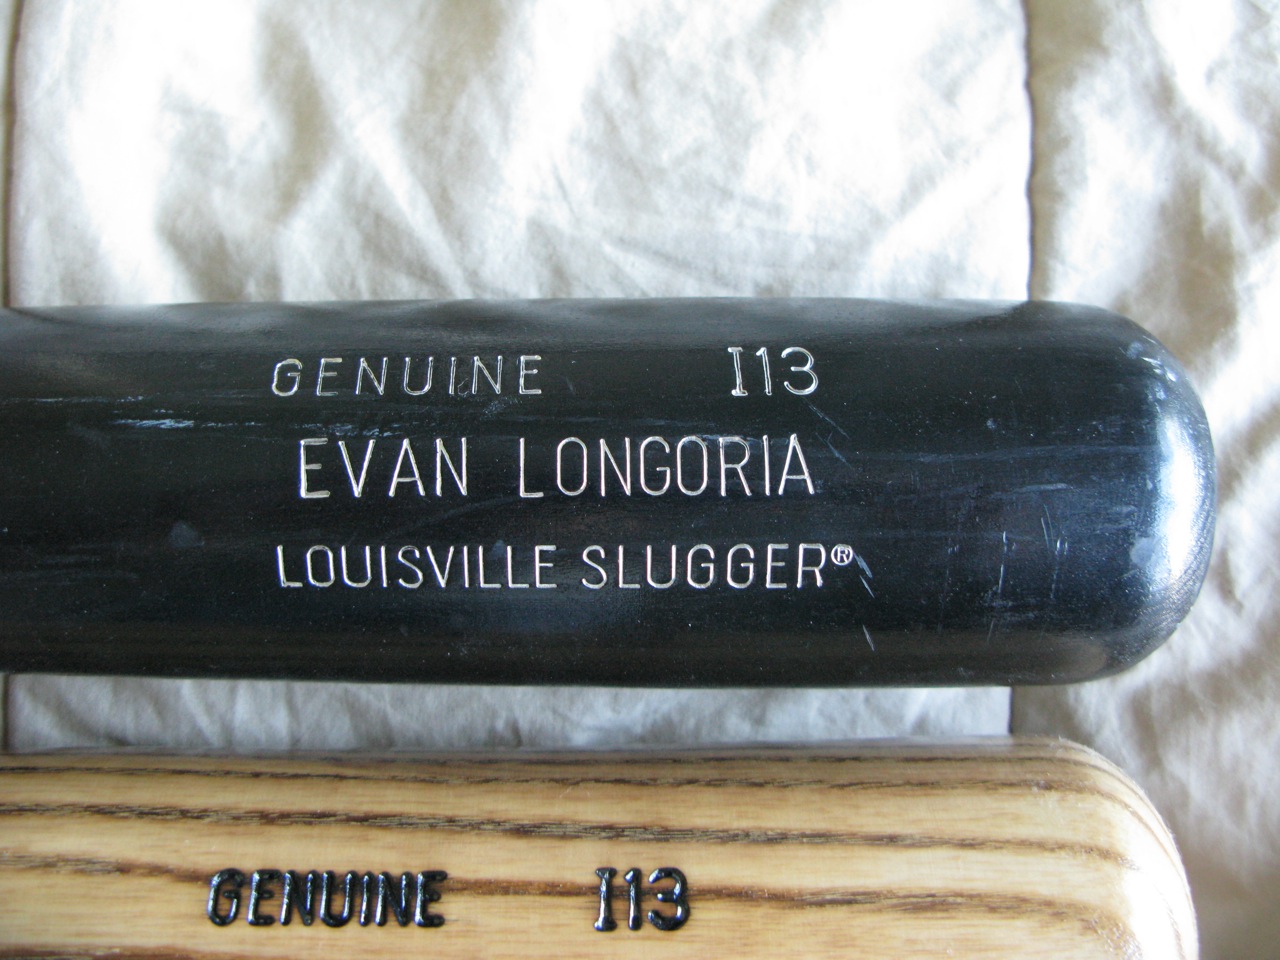 GENUINE I13
EVAN LONGORIA
LOUISVILLE SLUGGER®
GENUINE I13